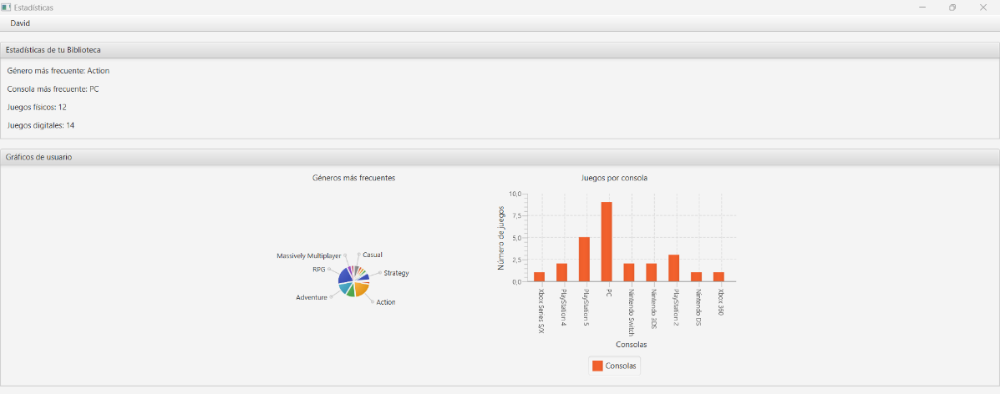 Estadísticas
David
Estadísticas de tu Biblioteca
Género más frecuente: Action
Consola más frecuente: PC
Juegos físicos: 12
Juegos digitales: 14
Gráficos de usuario
Géneros más frecuentes
Massively Multiplayer
Casual
RPG
Strategy
Adventure
Action
Juegos por consola
Número de juegos
10,0
7,5
5,0
2,5
0,0
Xbox Series S/X
PlayStation 4
PlayStation 5
PC
Nintendo Switch
Nintendo 3DS
PlayStation 2
Nintendo DS
Xbox 360
Consolas
Consolas